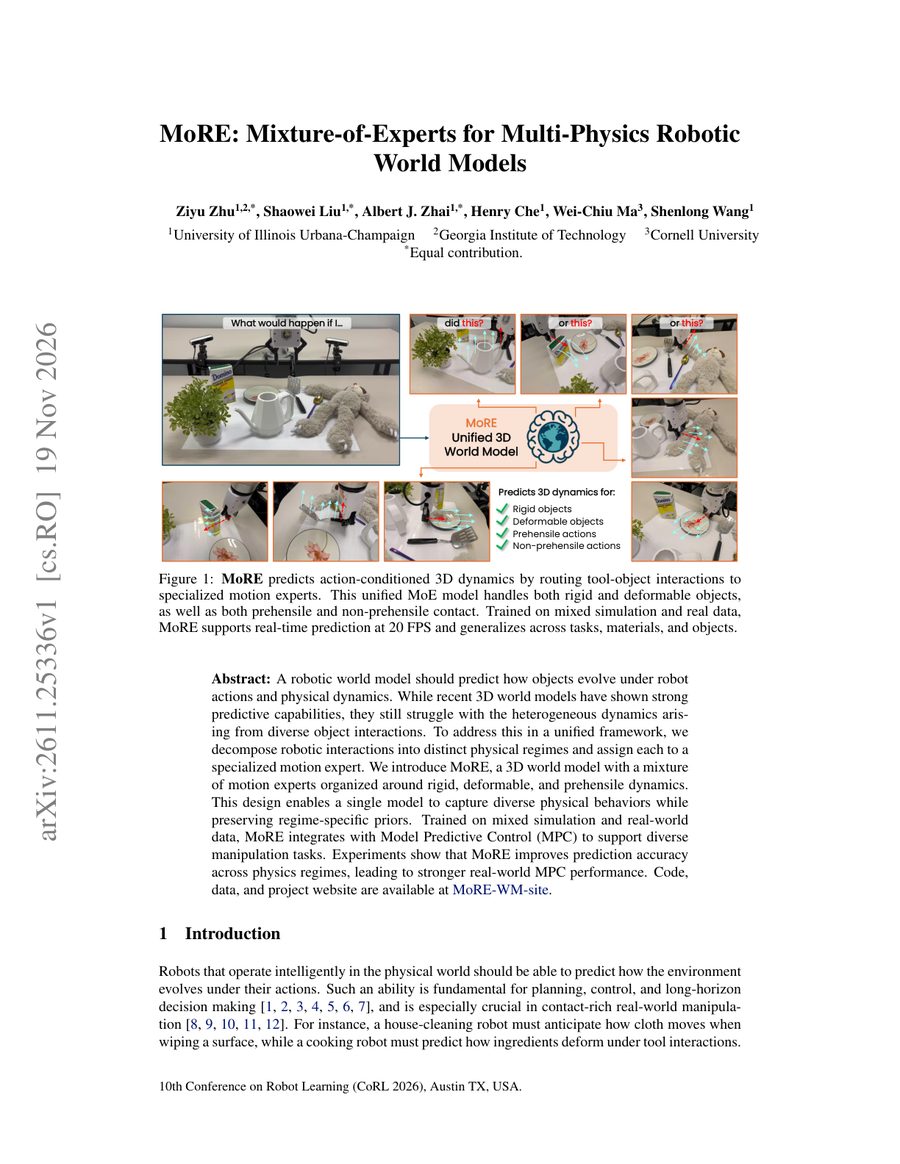 MoRE: Mixture-of-Experts for Multi-Physics Robotic
World Models
Ziyu Zhu1,2,*, Shaowei Liu1,*, Albert J. Zhai1,*, Henry Che1, Wei-Chiu Ma3, Shenlong Wang1
1University of Illinois Urbana-Champaign 2Georgia Institute of Technology 3Cornell University
*Equal contribution.
arXiv:2611.25336v1 [cs.RO] 19 Nov 2026
What would happen if I...
did this?
or this?
or this?
Domino
MoRE
Unified 3D
World Model
Predicts 3D dynamics for:
Rigid objects
Deformable objects
Prehensile actions
Non-prehensile actions
Figure 1: MoRE predicts action-conditioned 3D dynamics by routing tool-object interactions to
specialized motion experts. This unified MoE model handles both rigid and deformable objects,
as well as both prehensile and non-prehensile contact. Trained on mixed simulation and real data,
MoRE supports real-time prediction at 20 FPS and generalizes across tasks, materials, and objects.
Abstract: A robotic world model should predict how objects evolve under robot
actions and physical dynamics. While recent 3D world models have shown strong
predictive capabilities, they still struggle with the heterogeneous dynamics aris-
ing from diverse object interactions. To address this in a unified framework, we
decompose robotic interactions into distinct physical regimes and assign each to a
specialized motion expert. We introduce MoRE, a 3D world model with a mixture
of motion experts organized around rigid, deformable, and prehensile dynamics.
This design enables a single model to capture diverse physical behaviors while
preserving regime-specific priors. Trained on mixed simulation and real-world
data, MoRE integrates with Model Predictive Control (MPC) to support diverse
manipulation tasks. Experiments show that MoRE improves prediction accuracy
across physics regimes, leading to stronger real-world MPC performance. Code,
data, and project website are available at MoRE-WM-site.
1 Introduction
Robots that operate intelligently in the physical world should be able to predict how the environment
evolves under their actions. Such an ability is fundamental for planning, control, and long-horizon
decision making [1, 2, 3, 4, 5, 6, 7], and is especially crucial in contact-rich real-world manipula-
tion [8, 9, 10, 11, 12]. For instance, a house-cleaning robot must anticipate how cloth moves when
wiping a surface, while a cooking robot must predict how ingredients deform under tool interactions.
10th Conference on Robot Learning (CoRL 2026), Austin TX, USA.